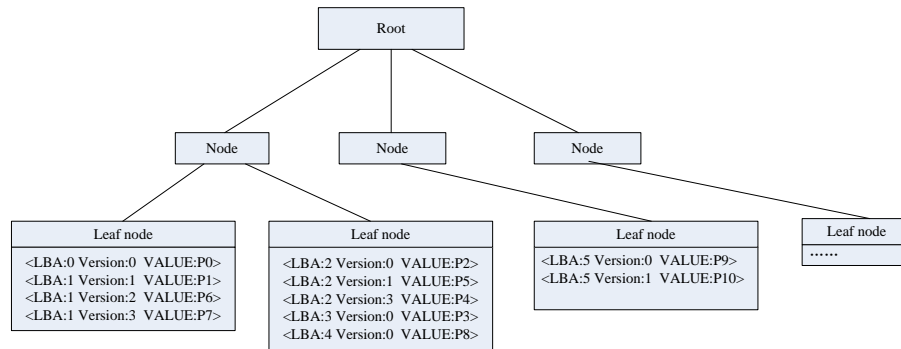 Root
Node
Node
Node
Leaf node
<LBA:0 Version:0 VALUE:P0>
<LBA:1 Version:1 VALUE:P1>
<LBA:1 Version:2 VALUE:P6>
<LBA:1 Version:3 VALUE:P7>
Leaf node
<LBA:2 Version:0 VALUE:P2>
<LBA:2 Version:1 VALUE:P5>
<LBA:2 Version:3 VALUE:P4>
<LBA:3 Version:0 VALUE:P3>
<LBA:4 Version:0 VALUE:P8>
Leaf node
<LBA:5 Version:0 VALUE:P9>
<LBA:5 Version:1 VALUE:P10>
Leaf node
……